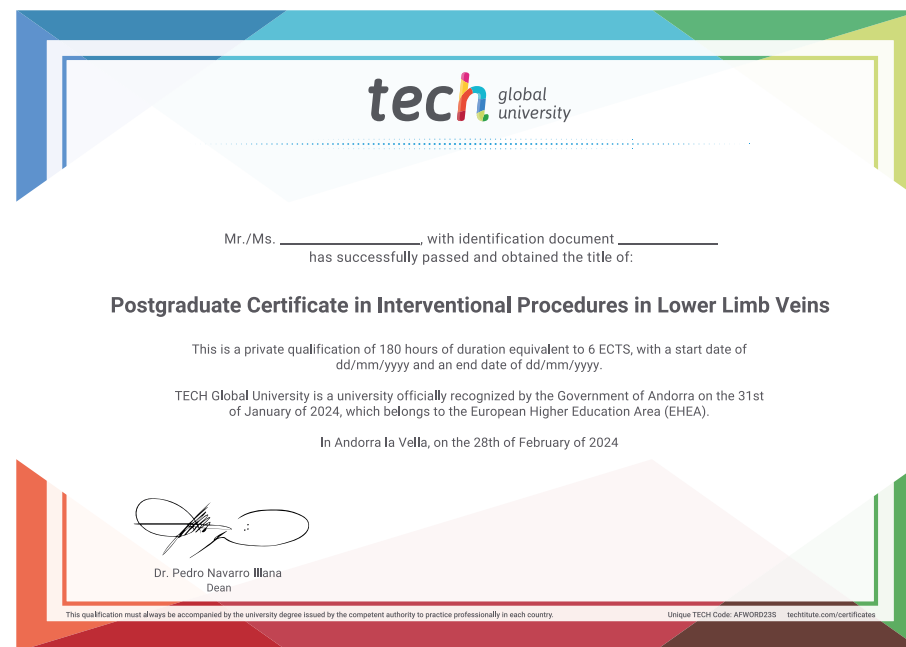 tech global university
Mr./Ms. ____________________, with identification document ______________
has successfully passed and obtained the title of:
Postgraduate Certificate in Interventional Procedures in Lower Limb Veins
This is a private qualification of 180 hours of duration equivalent to 6 ECTS, with a start date of
dd/mm/yyyy and an end date of dd/mm/yyyy.
TECH Global University is a university officially recognized by the Government of Andorra on the 31st
of January of 2024, which belongs to the European Higher Education Area (EHEA).
In Andorra la Vella, on the 28th of February of 2024
Dr. Pedro Navarro Illana
Dean
This qualification must always be accompanied by the university degree issued by the competent authority to practice professionally in each country.
Unique TECH Code: AFWORD23S techtitute.com/certificates